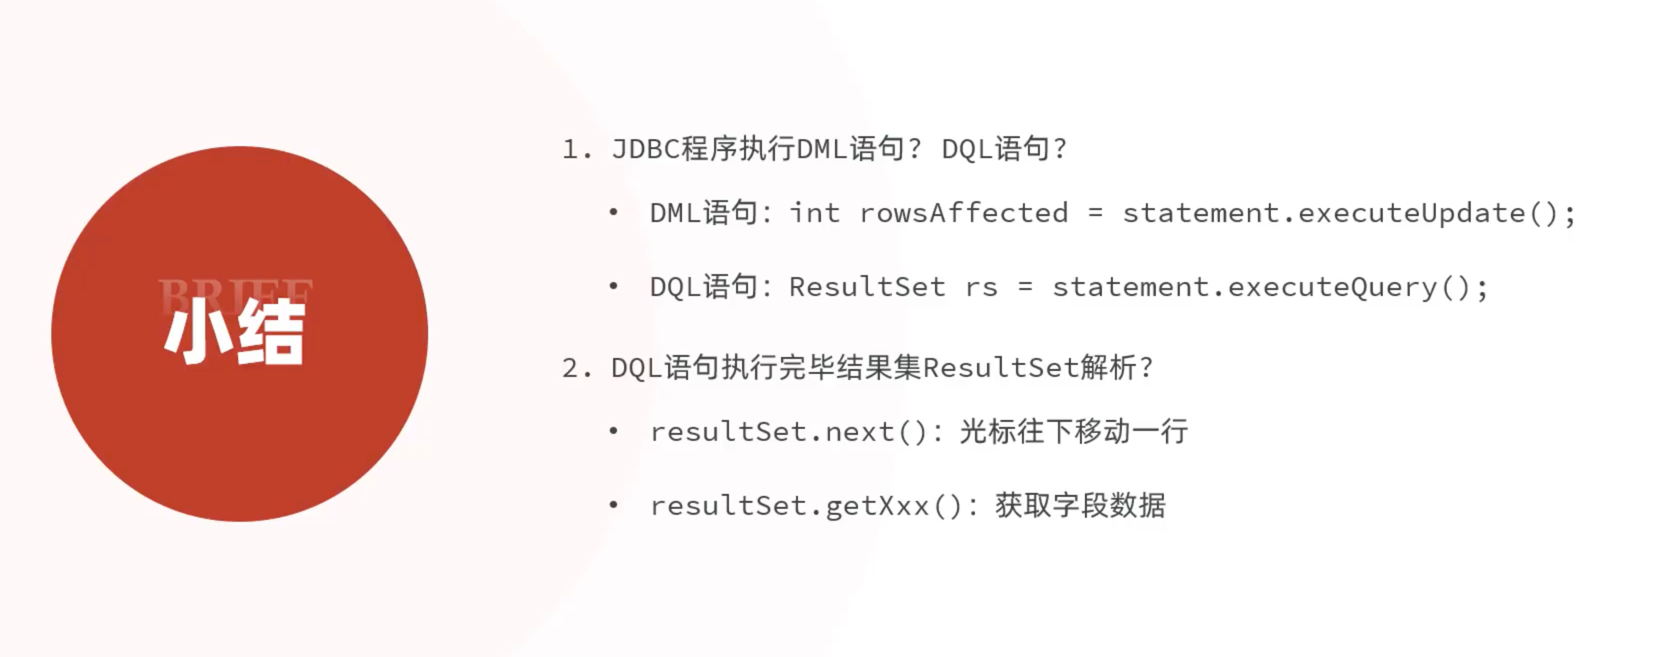 BRIEF
小结
1. JDBC程序执行DML语句？DQL语句？
• DML语句：int rowsAffected = statement.executeUpdate();
• DQL语句：ResultSet rs = statement.executeQuery();
2. DQL语句执行完毕结果集ResultSet解析？
• resultSet.next()：光标往下移动一行
• resultSet.getXxx()：获取字段数据